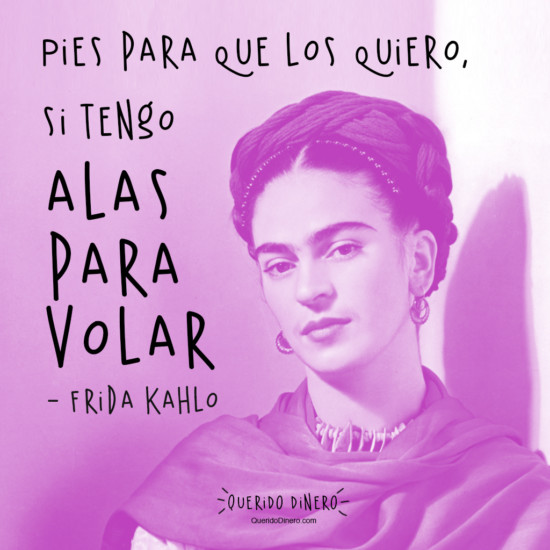 PIES PARA QUE LOS QUIERO,
SI TENGO
ALAS
PARA
VOLAR
- FRIDA KAHLO
QUERIDO DINERO
QueridoDinero.com